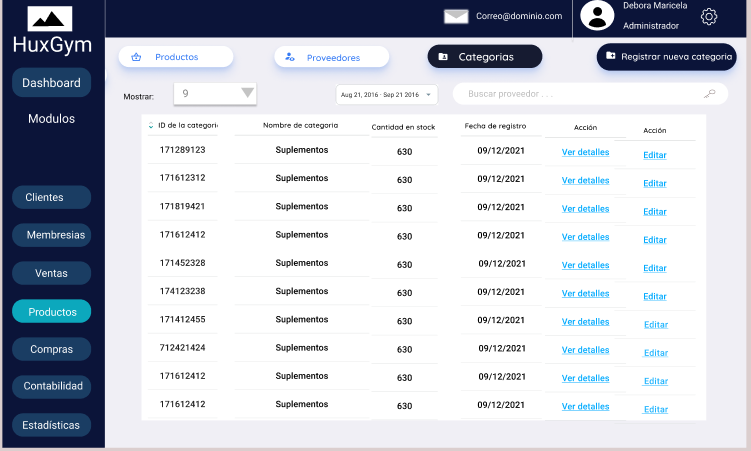 Debora Maricela
Correo@dominio.com
Administrador
HuxGym
Productos
Proveedores
Categorias
Registrar nueva categoria
Dashboard
Modulos
Clientes
Membresias
Ventas
Productos
Compras
Contabilidad
Estadísticas
Mostrar:
9
Aug 21, 2016 - Sep 21 2016
Buscar proveedor . . .
ID de la categori Nombre de categoria Cantidad en stock Fecha de registro Acción Acción
171289123 Suplementos 630 09/12/2021 Ver detalles Editar
171612312 Suplementos 630 09/12/2021 Ver detalles Editar
171819421 Suplementos 630 09/12/2021 Ver detalles Editar
171612412 Suplementos 630 09/12/2021 Ver detalles Editar
171452328 Suplementos 630 09/12/2021 Ver detalles Editar
174123238 Suplementos 630 09/12/2021 Ver detalles Editar
171412455 Suplementos 630 09/12/2021 Ver detalles Editar
712421424 Suplementos 630 09/12/2021 Ver detalles Editar
171612412 Suplementos 630 09/12/2021 Ver detalles Editar
171612412 Suplementos 630 09/12/2021 Ver detalles Editar